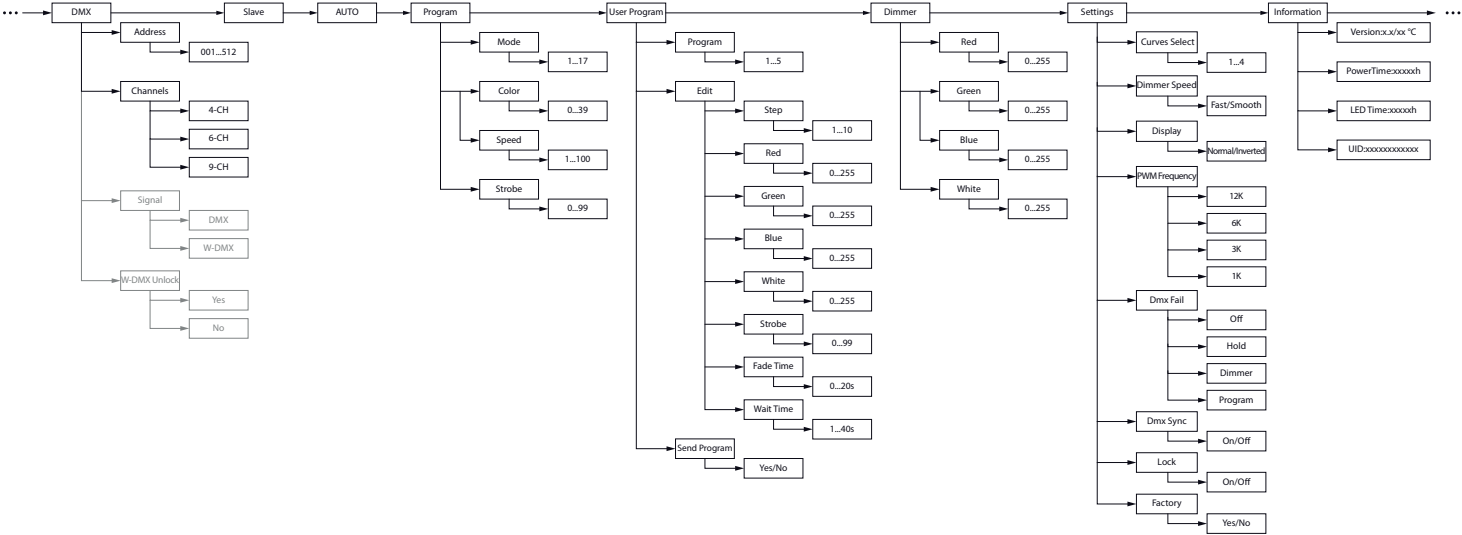 •••
DMX
Address
001...512
Channels
4-CH
6-CH
9-CH
Signal
DMX
W-DMX
W-DMX Unlock
Yes
No
Slave
AUTO
Program
Mode
1...17
Color
0...39
Speed
1...100
Strobe
0...99
User Program
Program
1...5
Edit
Step
1...10
Red
0...255
Green
0...255
Blue
0...255
White
0...255
Strobe
0...99
Fade Time
0...20s
Wait Time
1...40s
Send Program
Yes/No
Dimmer
Red
0...255
Green
0...255
Blue
0...255
White
0...255
Settings
Curves Select
1...4
Dimmer Speed
Fast/Smooth
Display
Normal/Inverted
PWM Frequency
12K
6K
3K
1K
Dmx Fail
Off
Hold
Dimmer
Program
Dmx Sync
On/Off
Lock
On/Off
Factory
Yes/No
Information
Version:x.x/xx °C
PowerTime:xxxxxh
LED Time:xxxxxh
UID:xxxxxxxxxxxx
•••